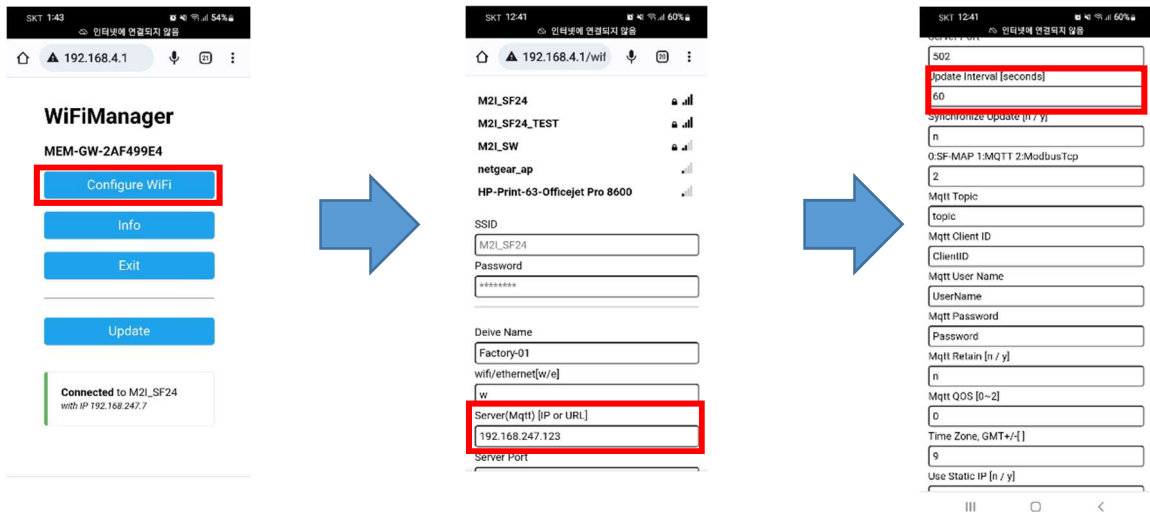 SKT 1:43 54%
인터넷에 연결되지 않음
192.168.4.1 21
WiFiManager
MEM-GW-2AF499E4
Configure WiFi
Info
Exit
Update
Connected to M2I_SF24
with IP 192.168.247.7
SKT 12:41 60%
인터넷에 연결되지 않음
192.168.4.1/wif 20
M2I_SF24
M2I_SF24_TEST
M2I_SW
netgear_ap
HP-Print-63-Officejet Pro 8600
SSID
M2I_SF24
Password
********
Deive Name
Factory-01
wifi/ethernet[w/e]
w
Server(Mqtt) [IP or URL]
192.168.247.123
Server Port
SKT 12:41 60%
인터넷에 연결되지 않음
Server Port
502
Update Interval [seconds]
60
Synchronize Update [n / y]
n
0:SF-MAP 1:MQTT 2:ModbusTcp
2
Mqtt Topic
topic
Mqtt Client ID
ClientID
Mqtt User Name
UserName
Mqtt Password
Password
Mqtt Retain [n / y]
n
Mqtt QOS [0~2]
0
Time Zone, GMT+/-[ ]
9
Use Static IP [n / y]